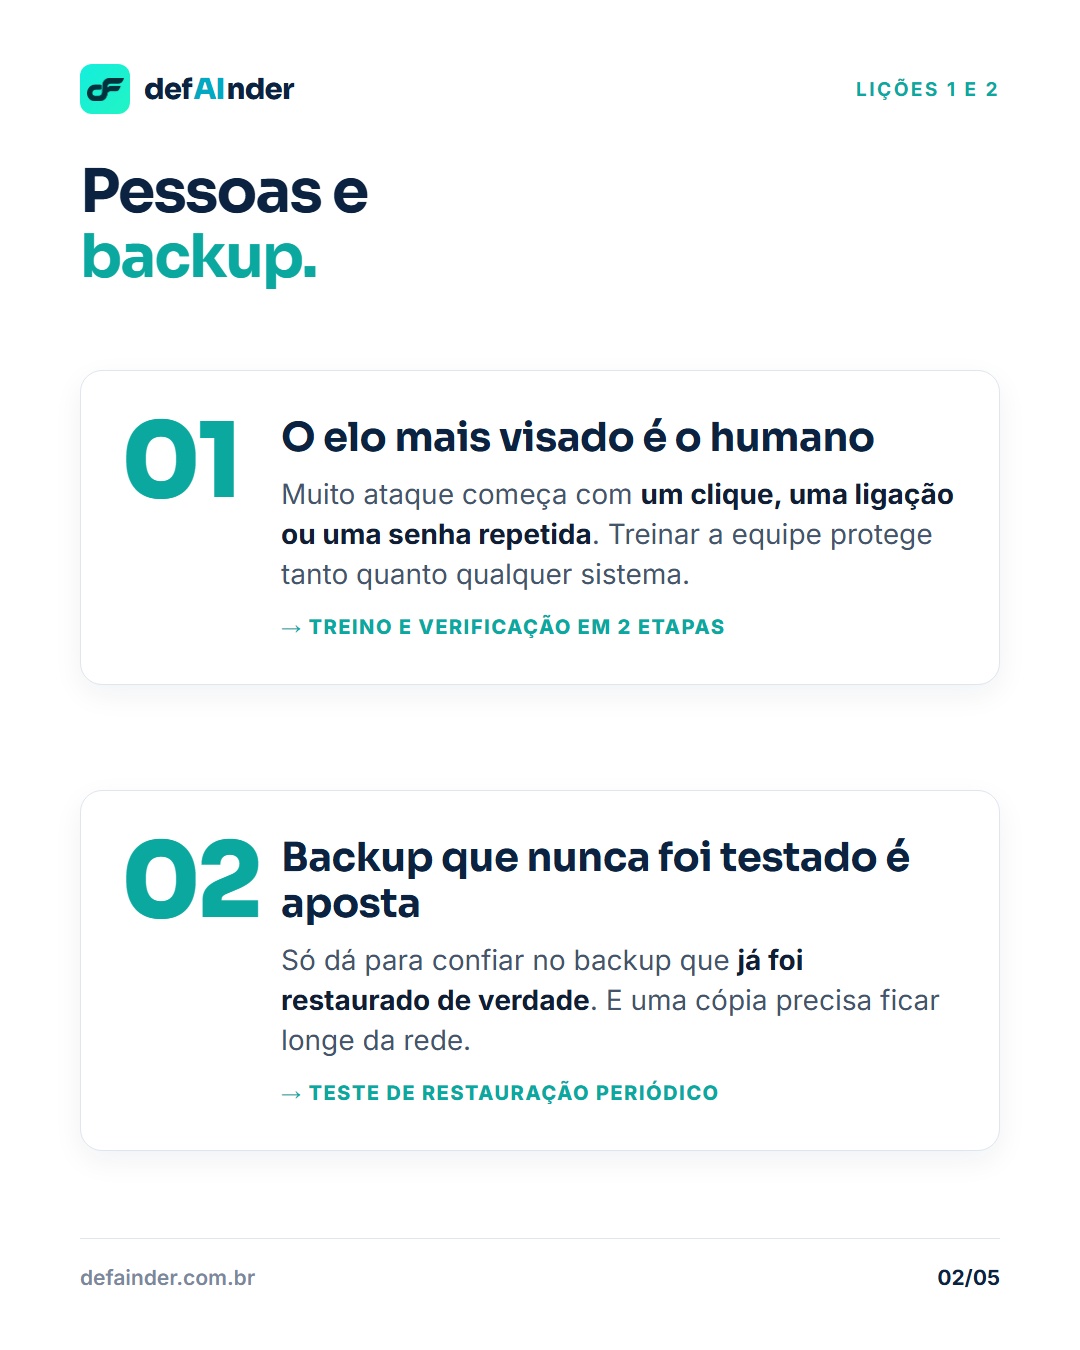 defAInder
LIÇÕES 1 E 2
Pessoas e
backup.
01
O elo mais visado é o humano
Muito ataque começa com um clique, uma ligação
ou uma senha repetida. Treinar a equipe protege
tanto quanto qualquer sistema.
→ TREINO E VERIFICAÇÃO EM 2 ETAPAS
02
Backup que nunca foi testado é
aposta
Só dá para confiar no backup que já foi
restaurado de verdade. E uma cópia precisa ficar
longe da rede.
→ TESTE DE RESTAURAÇÃO PERIÓDICO
defainder.com.br
02/05